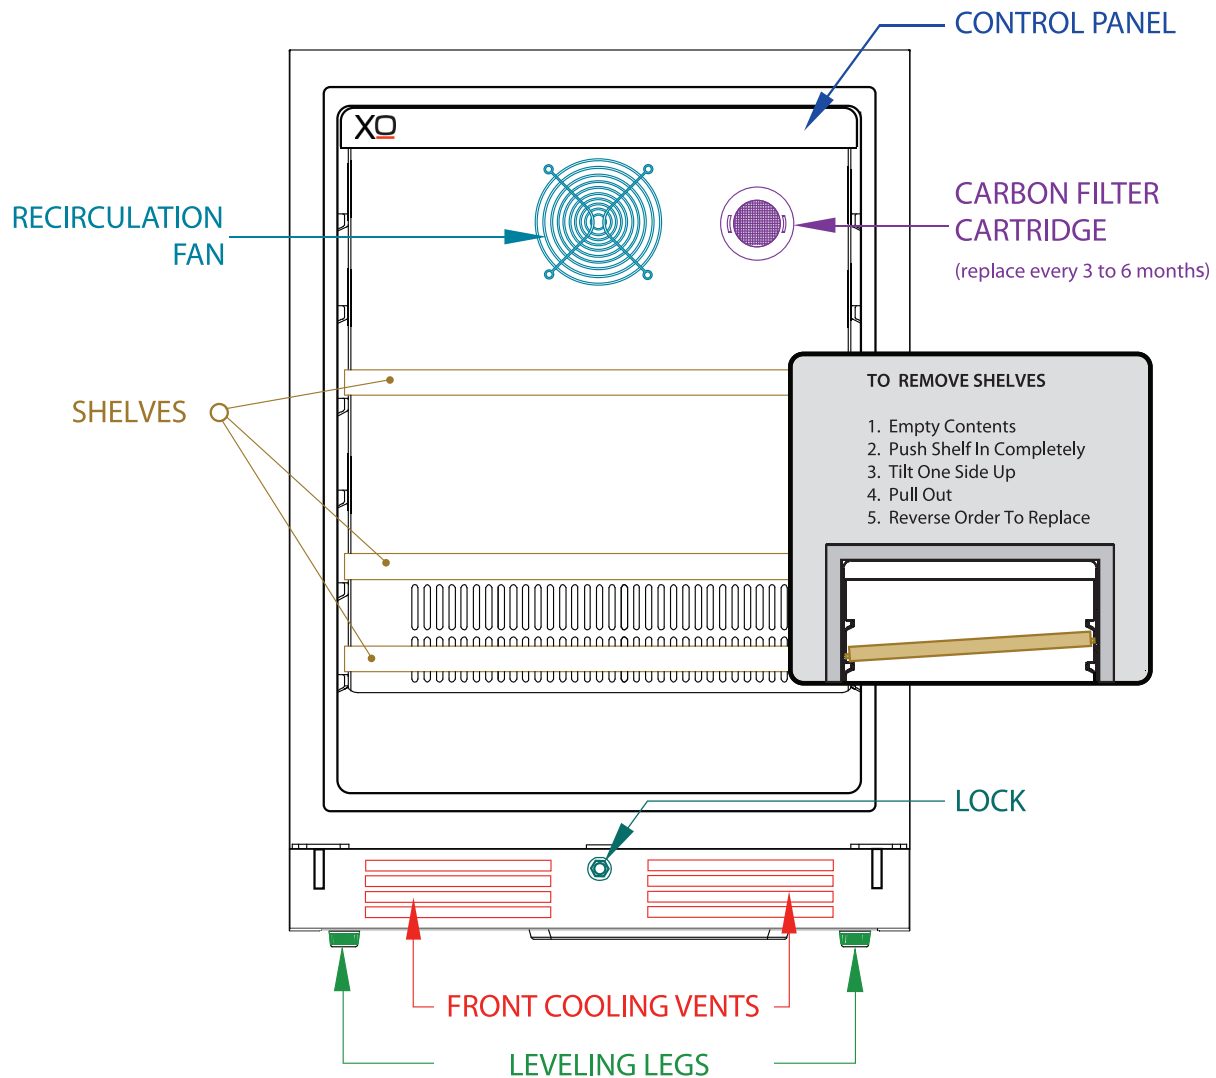 CONTROL PANEL
XO
RECIRCULATION
FAN
CARBON FILTER
CARTRIDGE
(replace every 3 to 6 months)
SHELVES
TO REMOVE SHELVES
1. Empty Contents
2. Push Shelf In Completely
3. Tilt One Side Up
4. Pull Out
5. Reverse Order To Replace
LOCK
FRONT COOLING VENTS
LEVELING LEGS